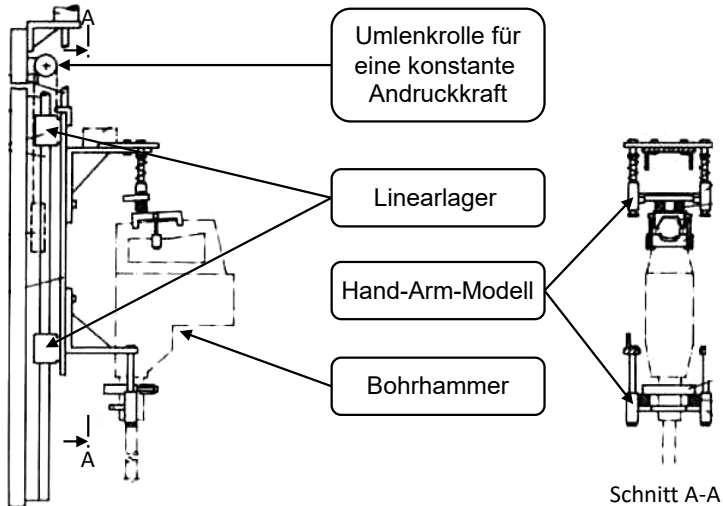 A
Umlenkrolle für
eine konstante
Andruckkraft
Linearlager
Hand-Arm-Modell
Bohrhammer
A
Schnitt A-A